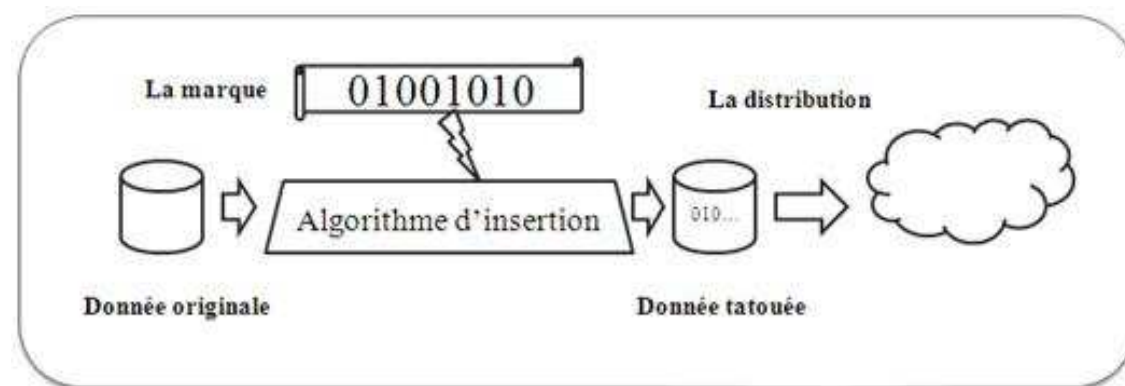 La marque
01001010
La distribution
Algorithme d'insertion
010...
Donnée originale
Donnée tatouée